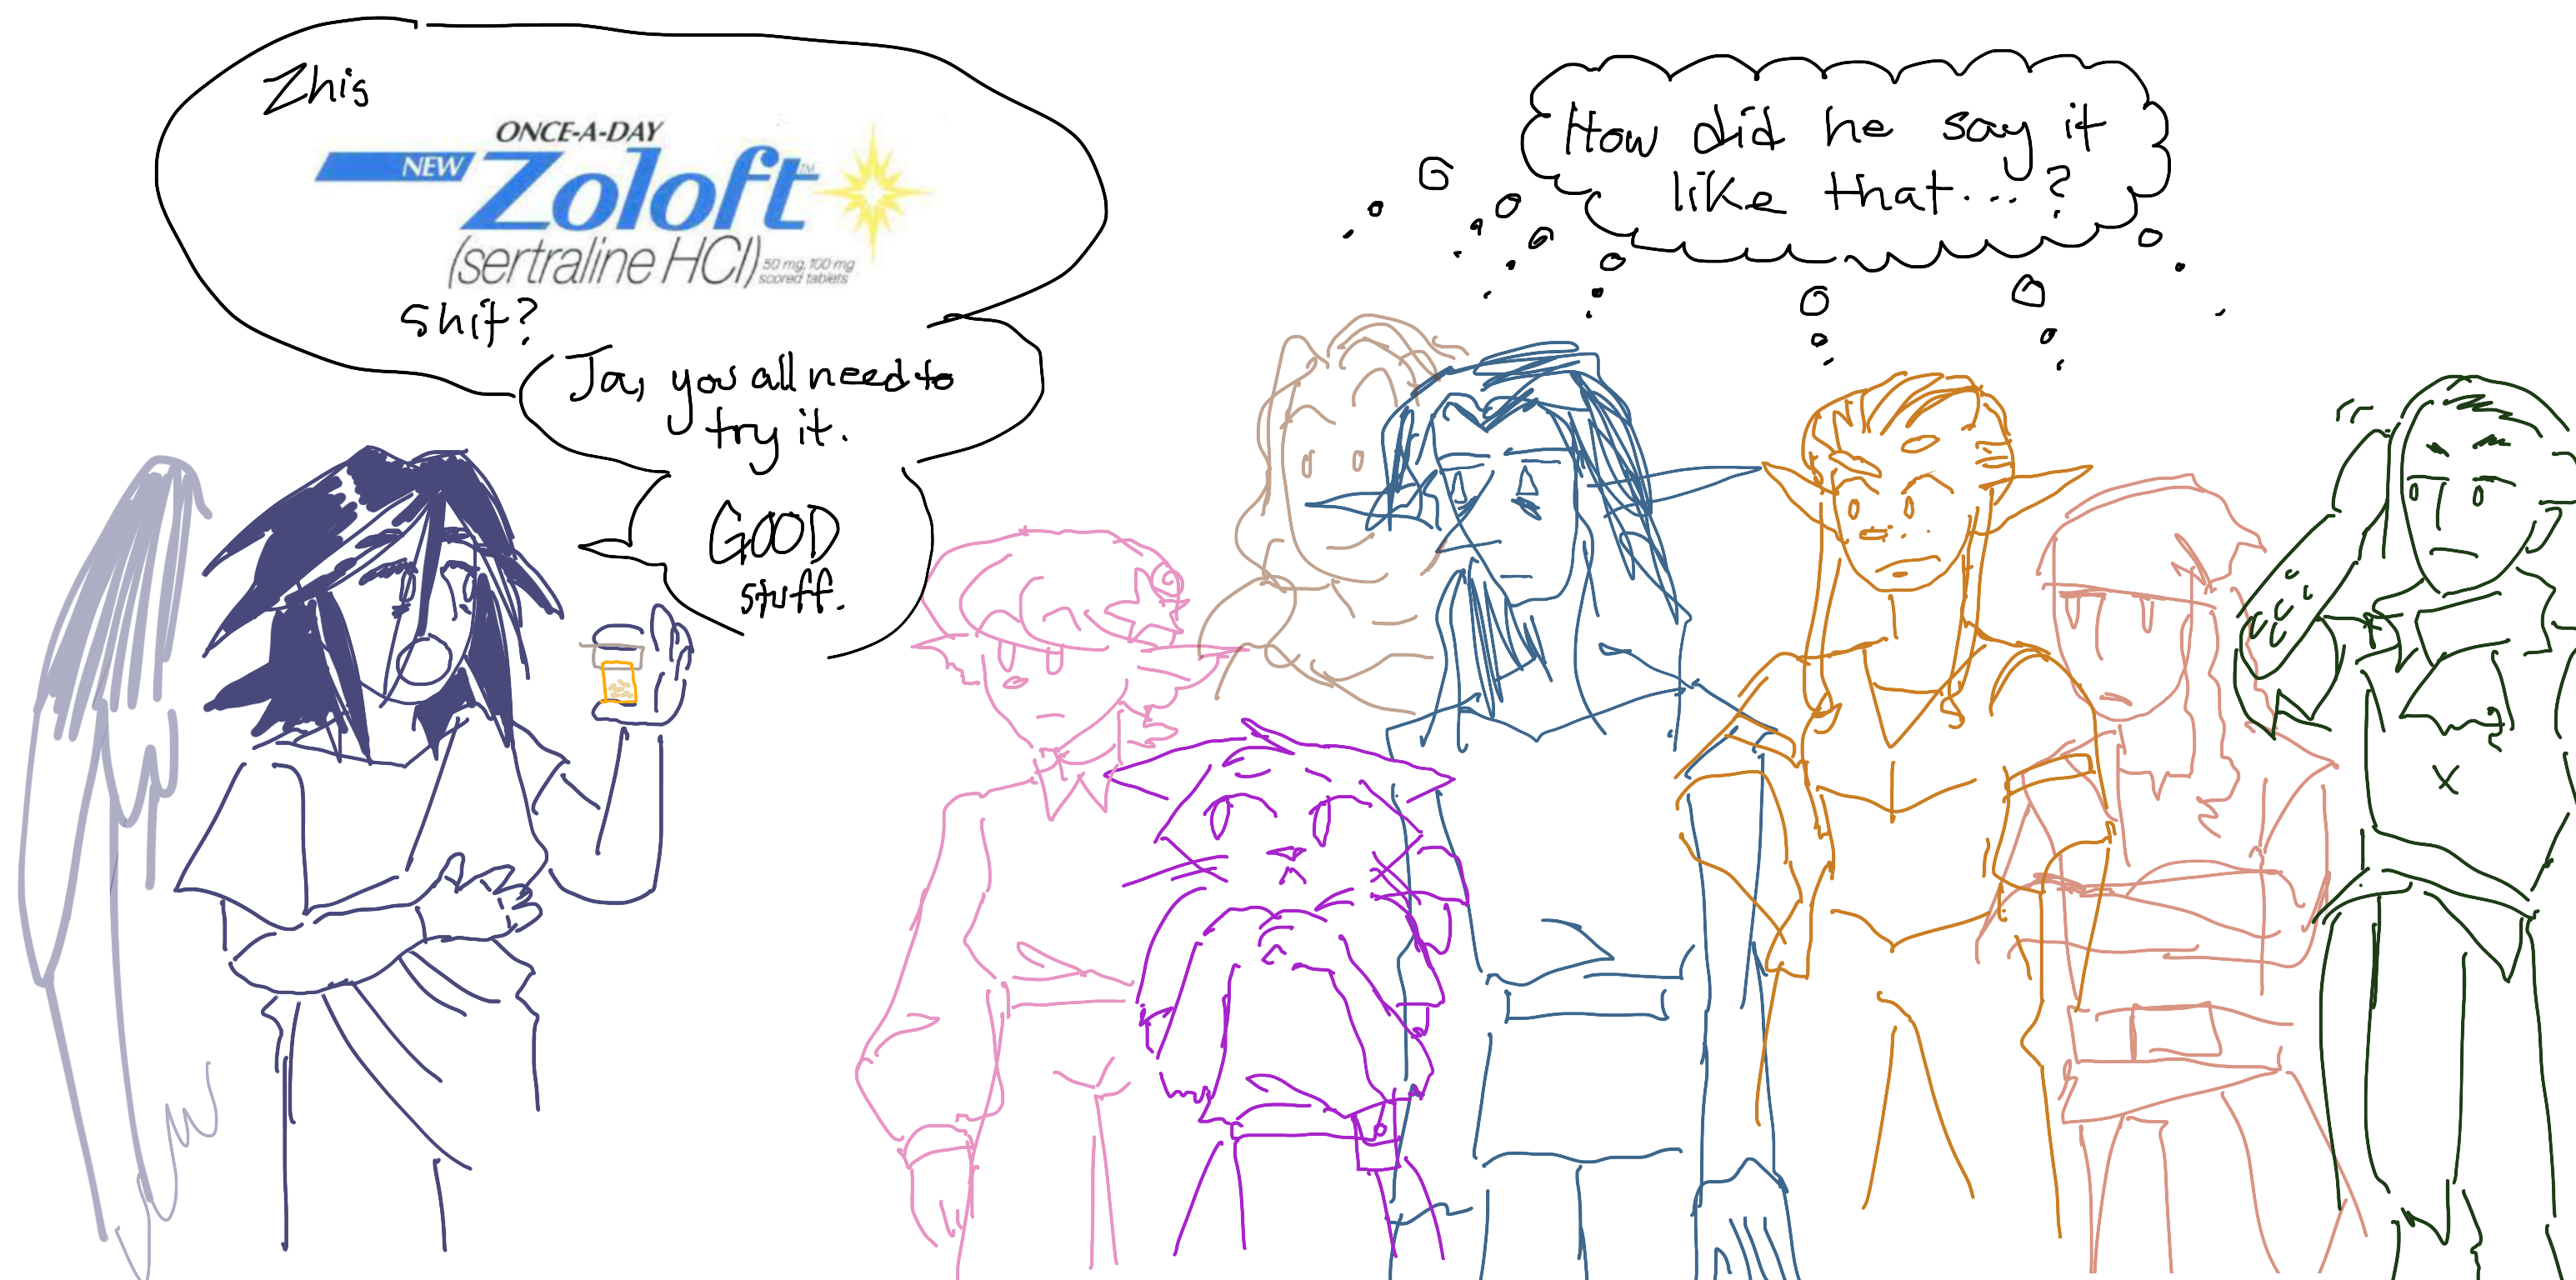 Zhis
ONCE-A-DAY
NEW Zoloft™
(sertraline HCl) 50 mg, 100 mg
scored tablets
shit?
Ja, you all need to
try it.
GOOD
stuff.
How did he say it
like that...?